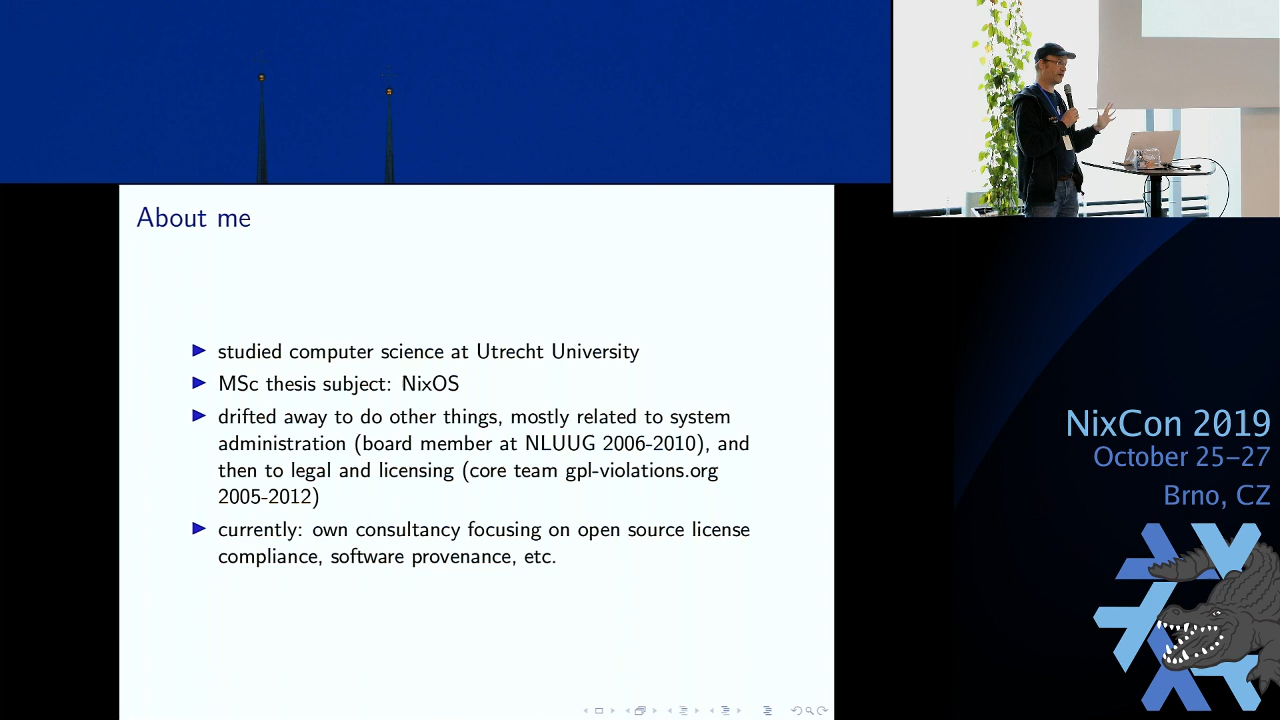 About me
studied computer science at Utrecht University
MSc thesis subject: NixOS
drifted away to do other things, mostly related to system
administration (board member at NLUUG 2006-2010), and
then to legal and licensing (core team gpl-violations.org
2005-2012)
currently: own consultancy focusing on open source license
compliance, software provenance, etc.
NixCon 2019
October 25–27
Brno, CZ